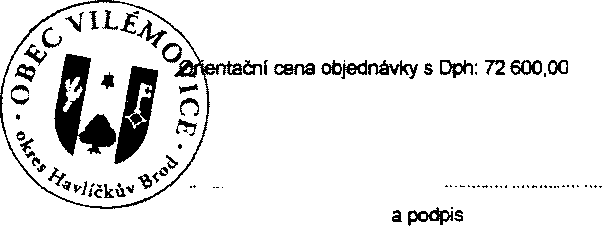 OBEC VILÉMOVICE
Orientační cena objednávky s Dph: 72 600,00
okres Havlíčkův Brod
a podpis